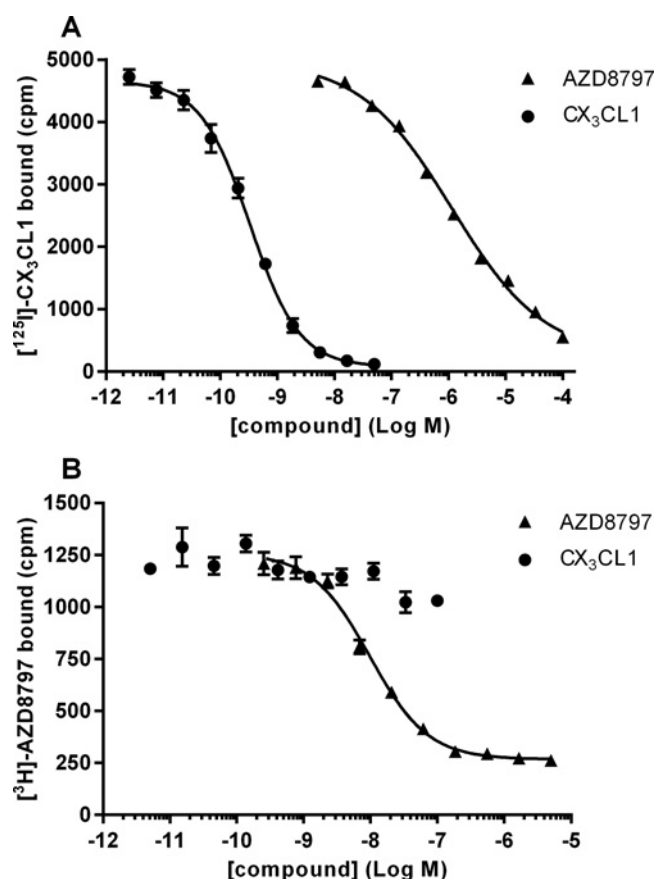 A
5000
4000
3000
2000
1000
0
[¹²⁵I]-CX₃CL1 bound (cpm)
AZD8797
CX₃CL1
-12 -11 -10 -9 -8 -7 -6 -5 -4
[compound] (Log M)
B
1500
1250
1000
750
500
250
0
[³H]-AZD8797 bound (cpm)
AZD8797
CX₃CL1
-12 -11 -10 -9 -8 -7 -6 -5
[compound] (Log M)